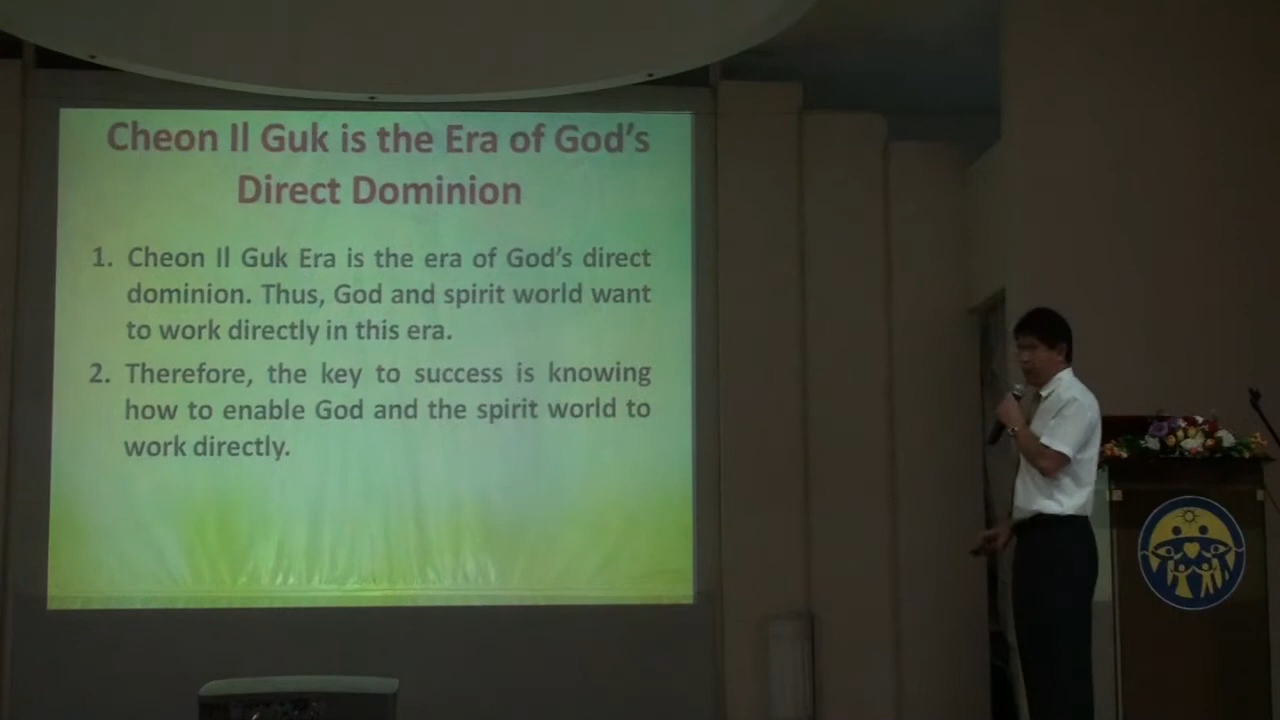 Cheon Il Guk is the Era of God's
Direct Dominion
1. Cheon Il Guk Era is the era of God's direct
dominion. Thus, God and spirit world want
to work directly in this era.
2. Therefore, the key to success is knowing
how to enable God and the spirit world to
work directly.